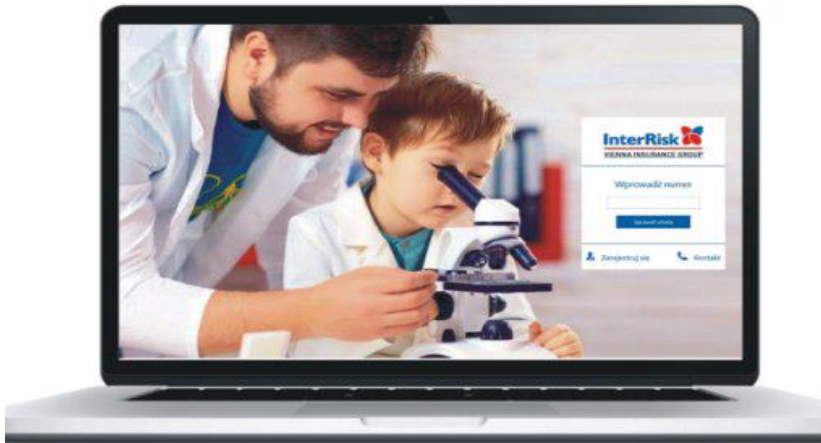 InterRisk
VIENNA INSURANCE GROUP
Wprowadź numer
Zarejestruj się
Kontakt